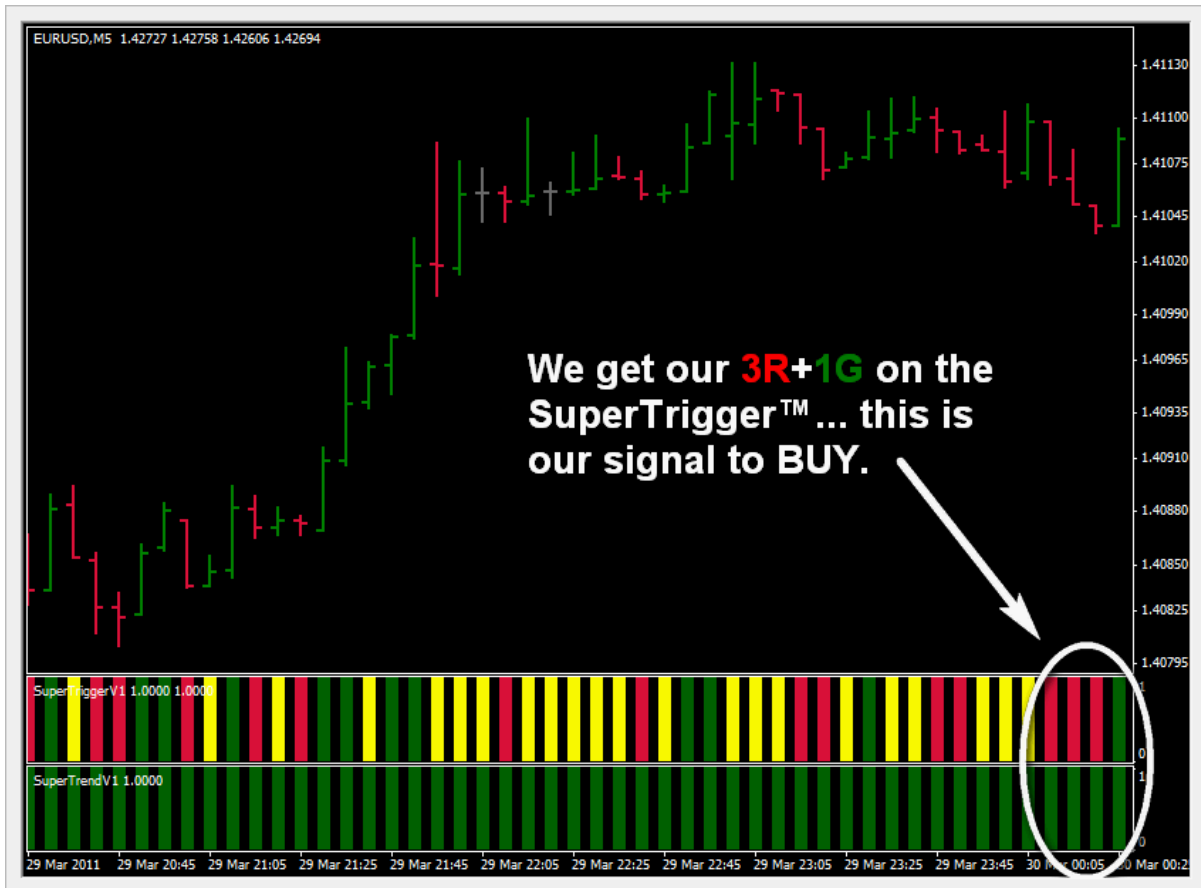 EURUSD,M5 1.42727 1.42758 1.42606 1.42694
1.41130
1.41100
1.41075
1.41045
1.41020
1.40990
1.40965
1.40935
1.40910
1.40880
1.40850
1.40825
1.40795
We get our 3R+1G on the
SuperTrigger™... this is
our signal to BUY.
SuperTriggerV1 1.0000 1.0000
1
0
SuperTrendV1 1.0000
1
0
29 Mar 2011 29 Mar 20:45 29 Mar 21:05 29 Mar 21:25 29 Mar 21:45 29 Mar 22:05 29 Mar 22:25 29 Mar 22:45 29 Mar 23:05 29 Mar 23:25 29 Mar 23:45 30 Mar 00:05 30 Mar 00:2